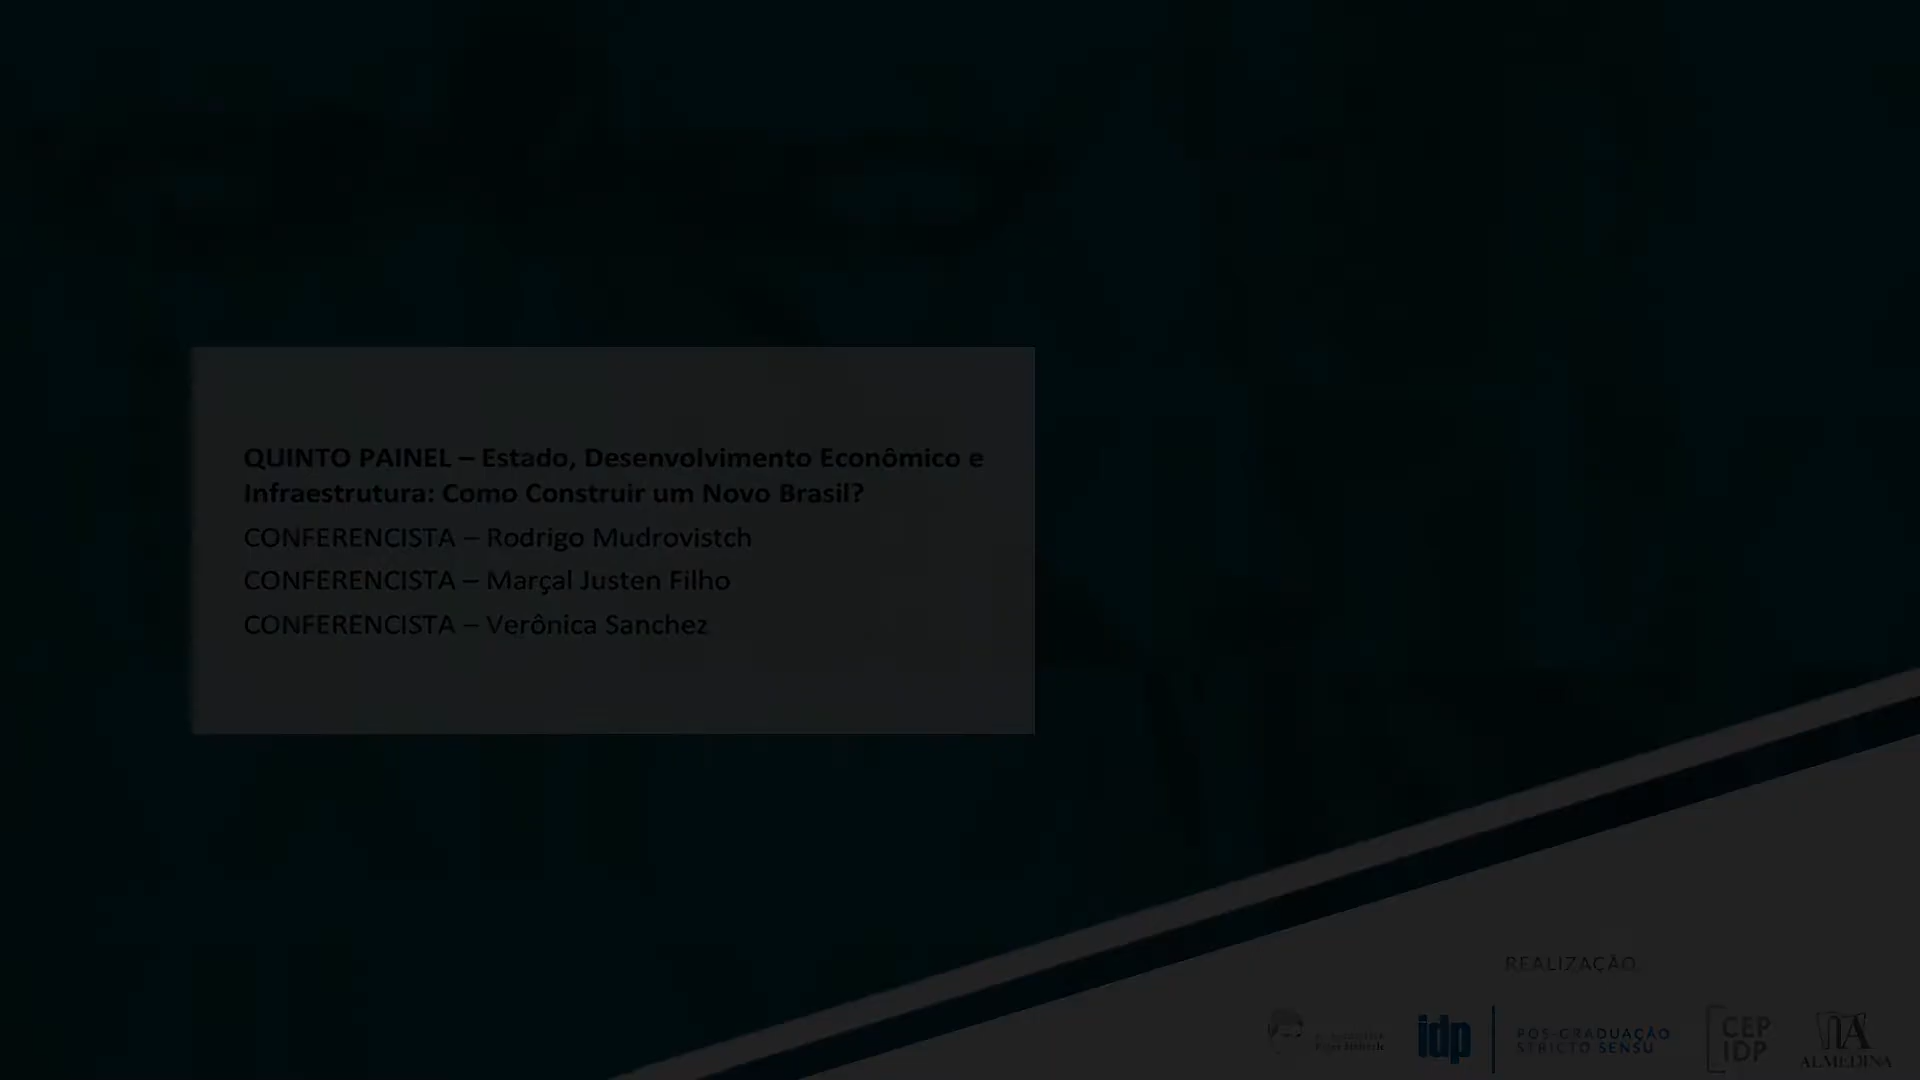 QUINTO PAINEL – Estado, Desenvolvimento Econômico e
Infraestrutura: Como Construir um Novo Brasil?
CONFERENCISTA – Rodrigo Mudrovistch
CONFERENCISTA – Marçal Justen Filho
CONFERENCISTA – Verônica Sanchez
REALIZAÇÃO
idp
PÓS-GRADUAÇÃO
STRICTO SENSU
CEP
IDP
ALMEDINA